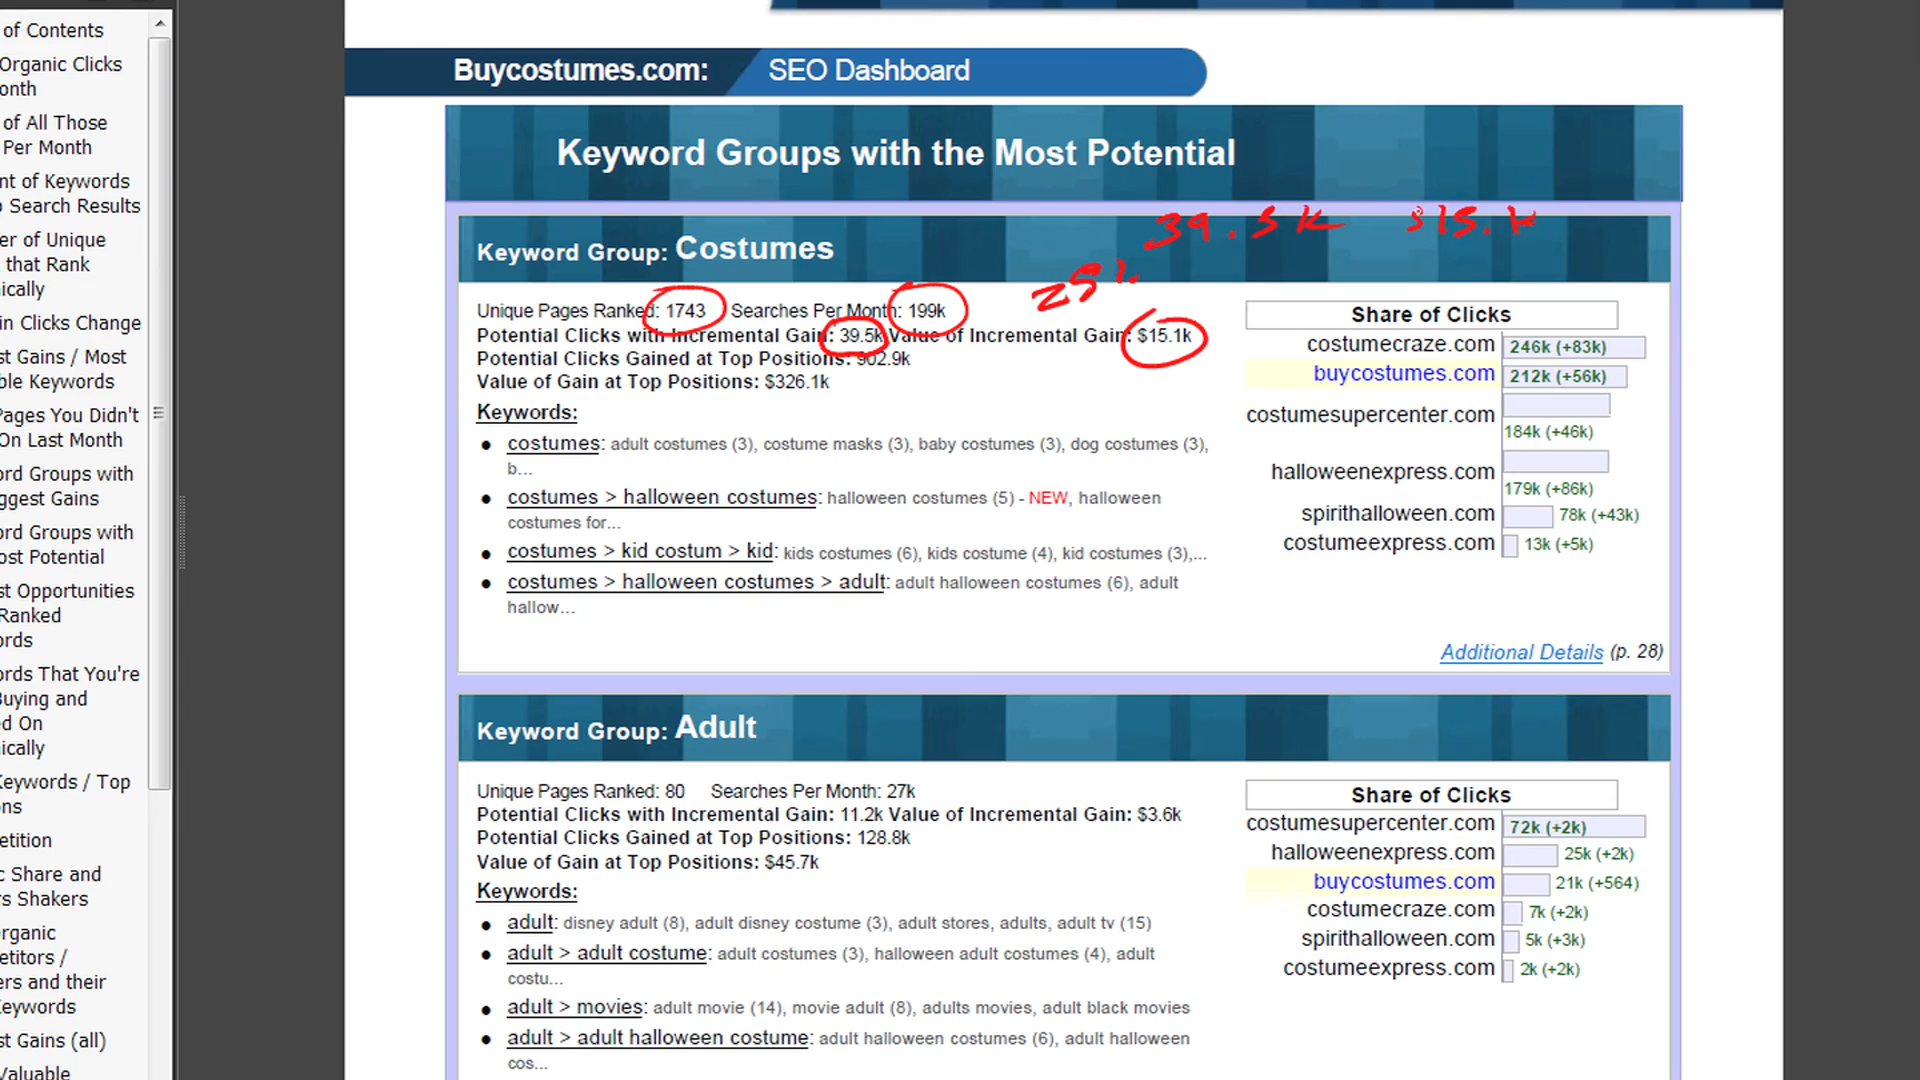 of Contents
Organic Clicks
onth
of All Those
Per Month
nt of Keywords
Search Results
er of Unique
that Rank
ically
in Clicks Change
st Gains / Most
ble Keywords
Pages You Didn't
On Last Month
ord Groups with
ggest Gains
ord Groups with
ost Potential
st Opportunities
Ranked
ords
ords That You're
Buying and
ed On
ically
Keywords / Top
ons
etition
c Share and
rs Shakers
Organic
etitors /
ers and their
Keywords
st Gains (all)
Valuable
Buycostumes.com: SEO Dashboard
Keyword Groups with the Most Potential
39.5k $15.k
Keyword Group: Costumes
25%
Unique Pages Ranked: 1743 Searches Per Month: 199k
Potential Clicks with Incremental Gain: 39.5k Value of Incremental Gain: $15.1k
Potential Clicks Gained at Top Positions: 902.9k
Value of Gain at Top Positions: $326.1k
Keywords:
• costumes: adult costumes (3), costume masks (3), baby costumes (3), dog costumes (3),
b...
• costumes > halloween costumes: halloween costumes (5) - NEW, halloween
costumes for...
• costumes > kid costum > kid: kids costumes (6), kids costume (4), kid costumes (3),...
• costumes > halloween costumes > adult: adult halloween costumes (6), adult
hallow...
Share of Clicks
costumecraze.com 246k (+83k)
buycostumes.com 212k (+56k)
costumesupercenter.com
184k (+46k)
halloweenexpress.com
179k (+86k)
spirithalloween.com 78k (+43k)
costumeexpress.com 13k (+5k)
Additional Details (p. 28)
Keyword Group: Adult
Unique Pages Ranked: 80 Searches Per Month: 27k
Potential Clicks with Incremental Gain: 11.2k Value of Incremental Gain: $3.6k
Potential Clicks Gained at Top Positions: 128.8k
Value of Gain at Top Positions: $45.7k
Keywords:
• adult: disney adult (8), adult disney costume (3), adult stores, adults, adult tv (15)
• adult > adult costume: adult costumes (3), halloween adult costumes (4), adult
costu...
• adult > movies: adult movie (14), movie adult (8), adults movies, adult black movies
• adult > adult halloween costume: adult halloween costumes (6), adult halloween
cos...
Share of Clicks
costumesupercenter.com 72k (+2k)
halloweenexpress.com 25k (+2k)
buycostumes.com 21k (+564)
costumecraze.com 7k (+2k)
spirithalloween.com 5k (+3k)
costumeexpress.com 2k (+2k)